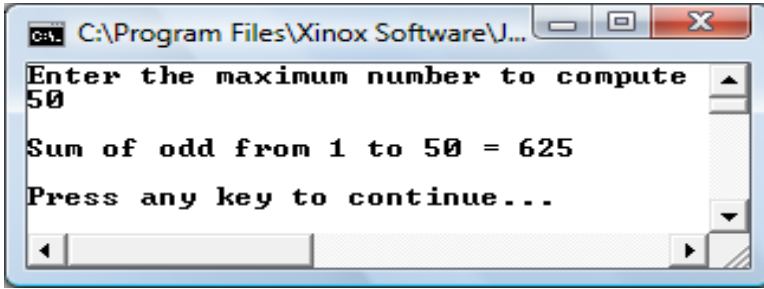 C:\Program Files\Xinox Software\J...
Enter the maximum number to compute
50
Sum of odd from 1 to 50 = 625
Press any key to continue...